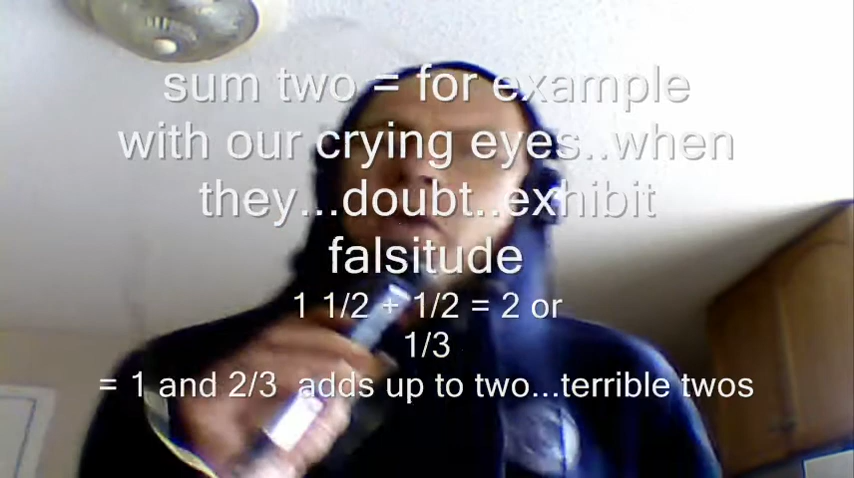 sum two = for example
with our crying eyes..when
they...doubt..exhibit
falsitude
1 1/2 + 1/2 = 2 or
1/3
= 1 and 2/3  adds up to two...terrible twos